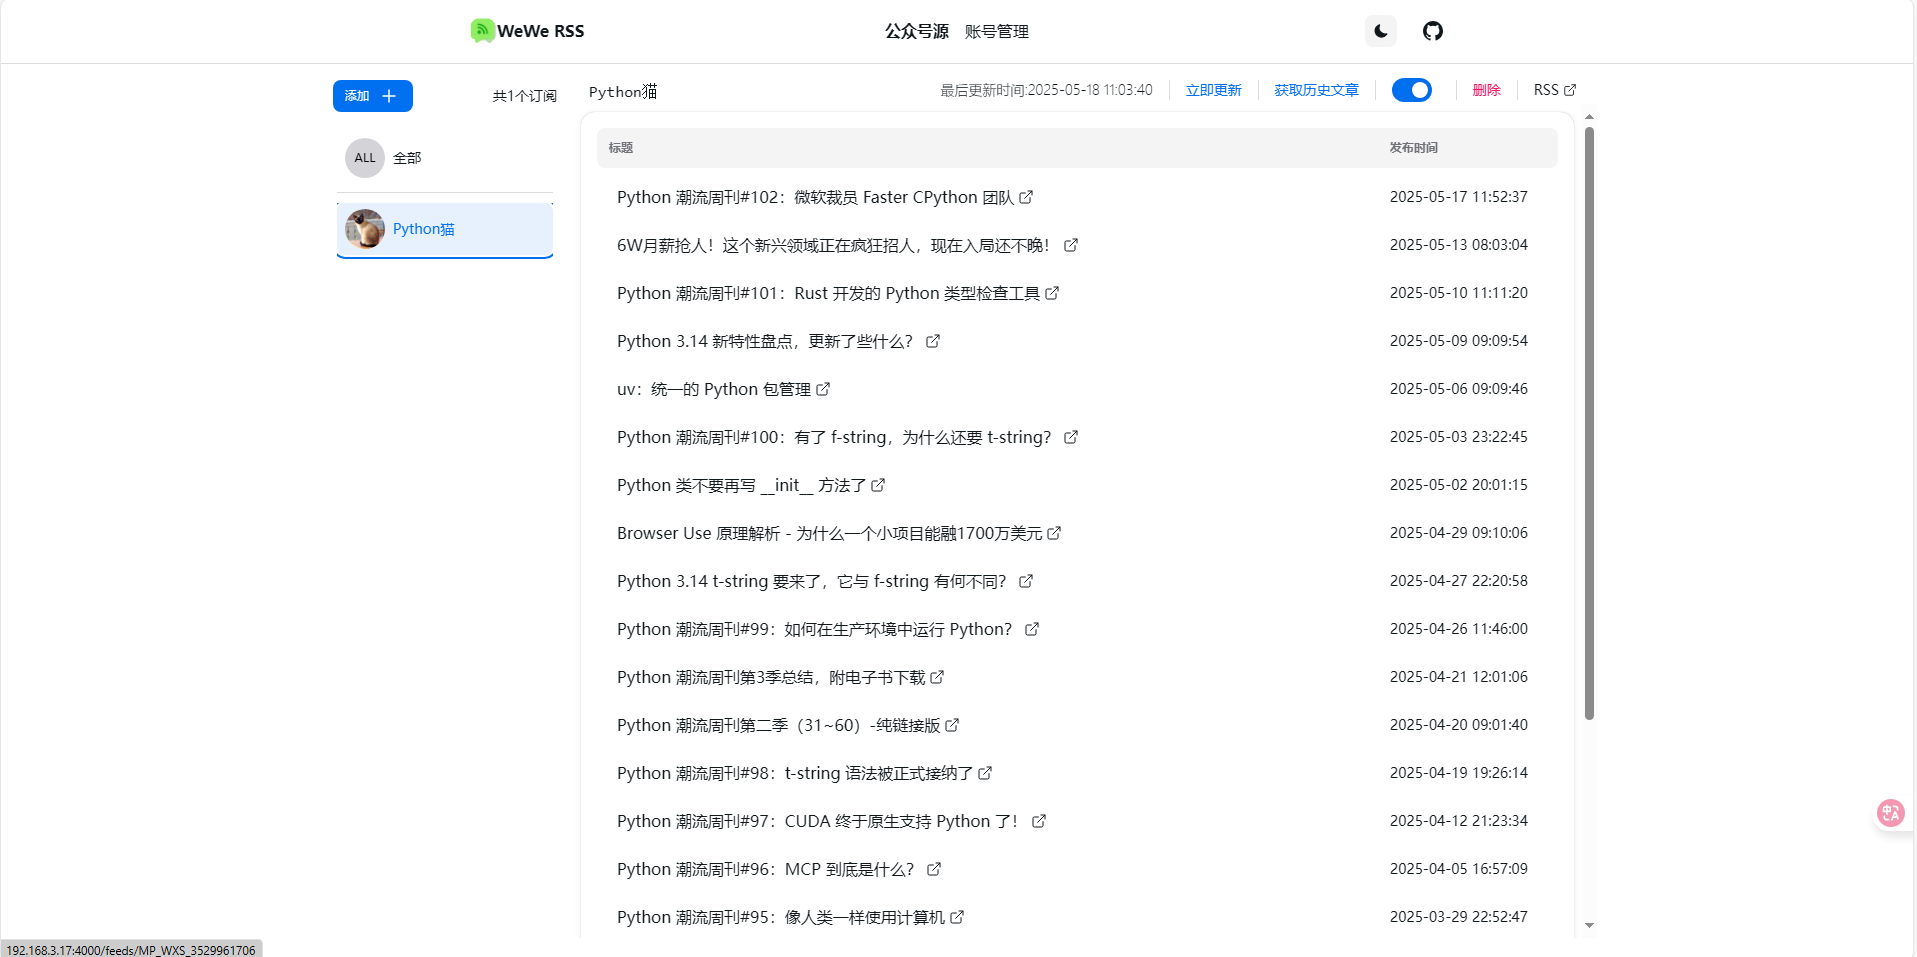 WeWe RSS 公众号源 账号管理
添加 共1个订阅
ALL 全部
Python猫
Python猫 最后更新时间:2025-05-18 11:03:40 立即更新 获取历史文章 删除 RSS
标题 发布时间
Python 潮流周刊#102：微软裁员 Faster CPython 团队 2025-05-17 11:52:37
6W月薪抢人！这个新兴领域正在疯狂招人，现在入局还不晚！ 2025-05-13 08:03:04
Python 潮流周刊#101：Rust 开发的 Python 类型检查工具 2025-05-10 11:11:20
Python 3.14 新特性盘点，更新了些什么？ 2025-05-09 09:09:54
uv：统一的 Python 包管理 2025-05-06 09:09:46
Python 潮流周刊#100：有了 f-string，为什么还要 t-string？ 2025-05-03 23:22:45
Python 类不要再写 __init__ 方法了 2025-05-02 20:01:15
Browser Use 原理解析 - 为什么一个小项目能融1700万美元 2025-04-29 09:10:06
Python 3.14 t-string 要来了，它与 f-string 有何不同？ 2025-04-27 22:20:58
Python 潮流周刊#99：如何在生产环境中运行 Python？ 2025-04-26 11:46:00
Python 潮流周刊第3季总结，附电子书下载 2025-04-21 12:01:06
Python 潮流周刊第二季（31~60）-纯链接版 2025-04-20 09:01:40
Python 潮流周刊#98：t-string 语法被正式接纳了 2025-04-19 19:26:14
Python 潮流周刊#97：CUDA 终于原生支持 Python 了！ 2025-04-12 21:23:34
Python 潮流周刊#96：MCP 到底是什么？ 2025-04-05 16:57:09
Python 潮流周刊#95：像人类一样使用计算机 2025-03-29 22:52:47
192.168.3.17:4000/feeds/MP_WXS_3529961706